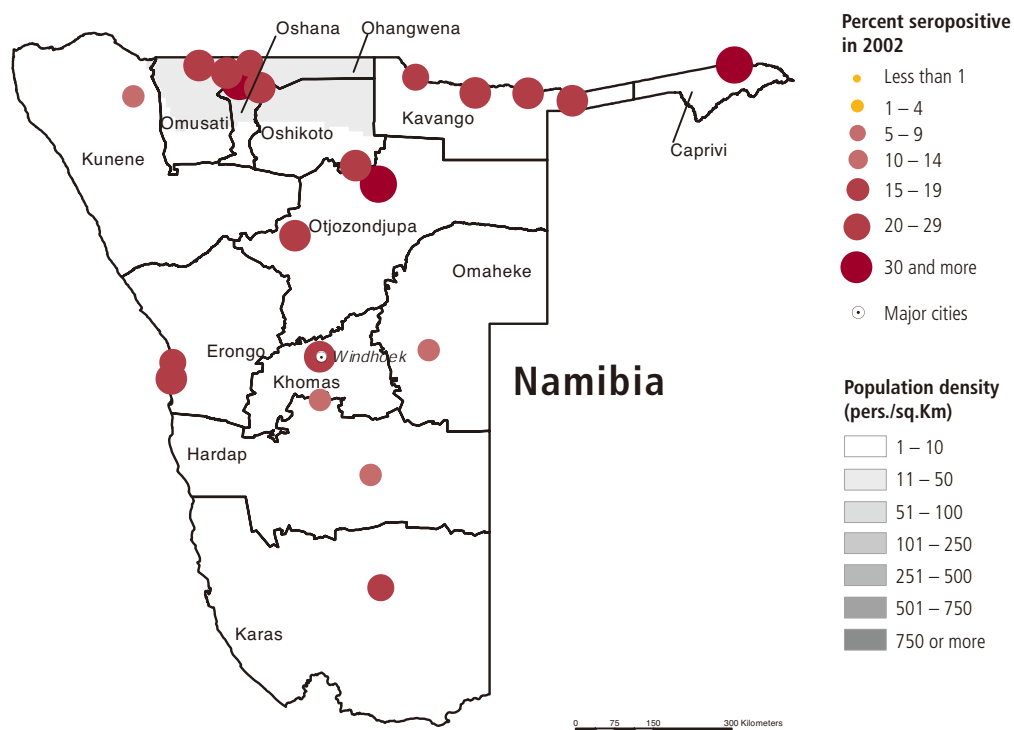 Oshana
Ohangwena
Omusati
Oshikoto
Kavango
Caprivi
Kunene
Otjozondjupa
Omaheke
Erongo
Windhoek
Khomas
Namibia
Hardap
Karas
0 75 150 300 Kilometers
Percent seropositive
in 2002
Less than 1
1 – 4
5 – 9
10 – 14
15 – 19
20 – 29
30 and more
Major cities
Population density
(pers./sq.Km)
1 – 10
11 – 50
51 – 100
101 – 250
251 – 500
501 – 750
750 or more